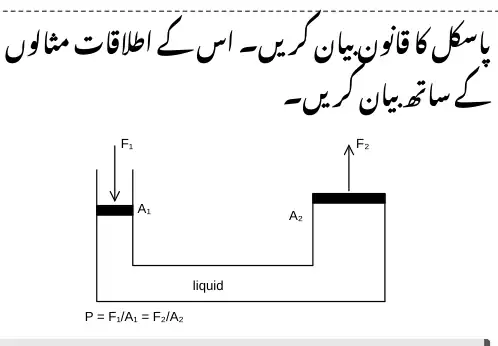 پاسکل کا قانون بیان کریں۔ اس کے اطلاقات مثالوں
کے ساتھ بیان کریں۔
F₁ F₂
A₁ A₂
liquid
P = F₁/A₁ = F₂/A₂